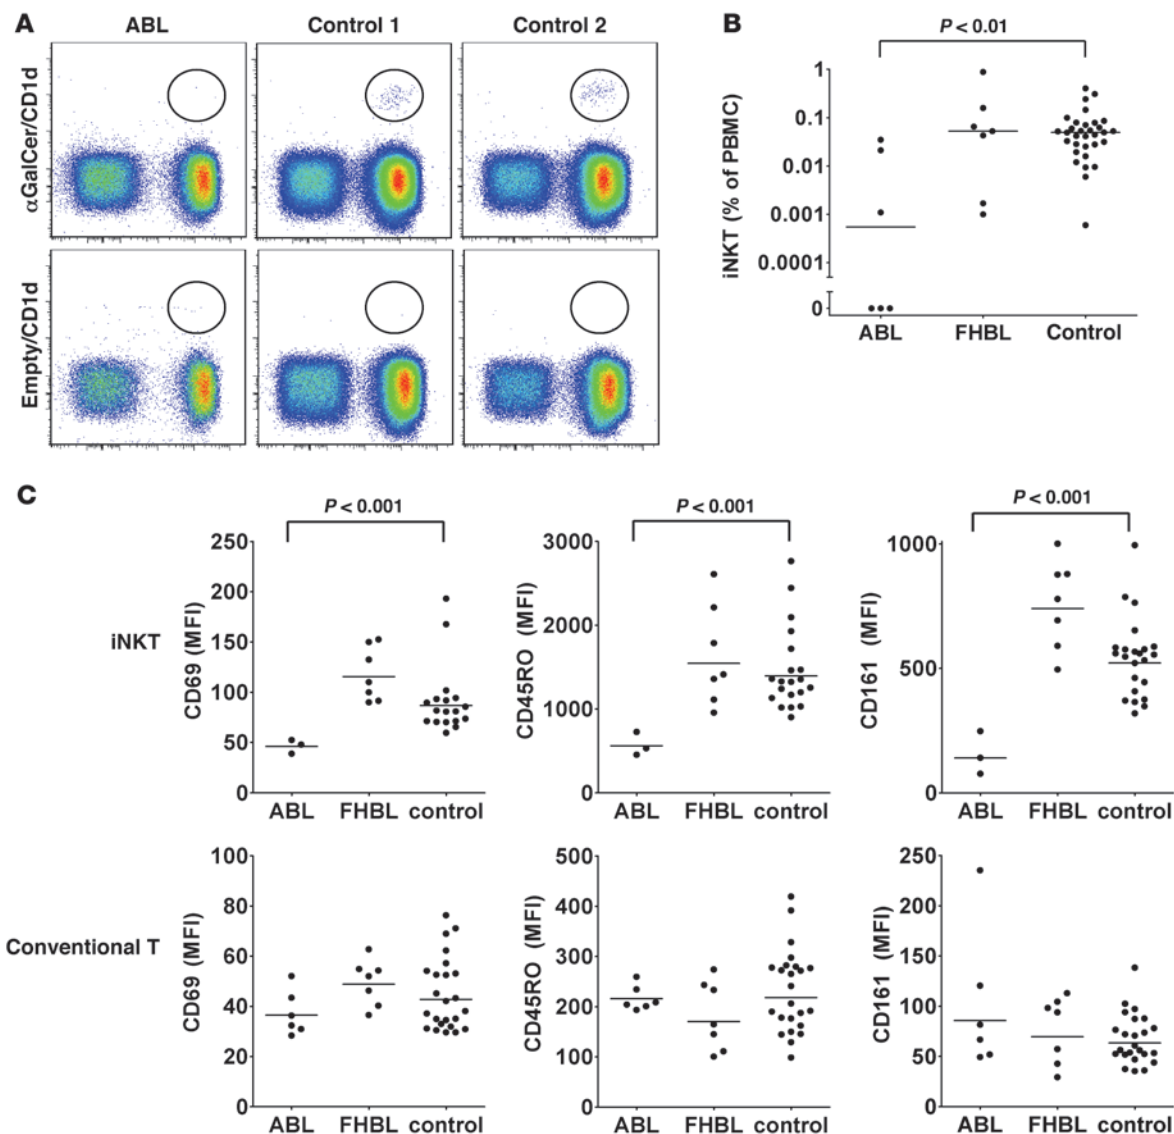 A
ABL
Control 1
Control 2
αGalCer/CD1d
Empty/CD1d
B
P < 0.01
iNKT (% of PBMC)
1
0.1
0.01
0.001
0.0001
0
ABL FHBL Control
C
iNKT
P < 0.001
CD69 (MFI)
250
200
150
100
50
0
ABL FHBL control
P < 0.001
CD45RO (MFI)
3000
2000
1000
0
ABL FHBL control
P < 0.001
CD161 (MFI)
1000
500
0
ABL FHBL control
Conventional T
CD69 (MFI)
100
80
60
40
20
0
ABL FHBL control
CD45RO (MFI)
500
400
300
200
100
0
ABL FHBL control
CD161 (MFI)
250
200
150
100
50
0
ABL FHBL control